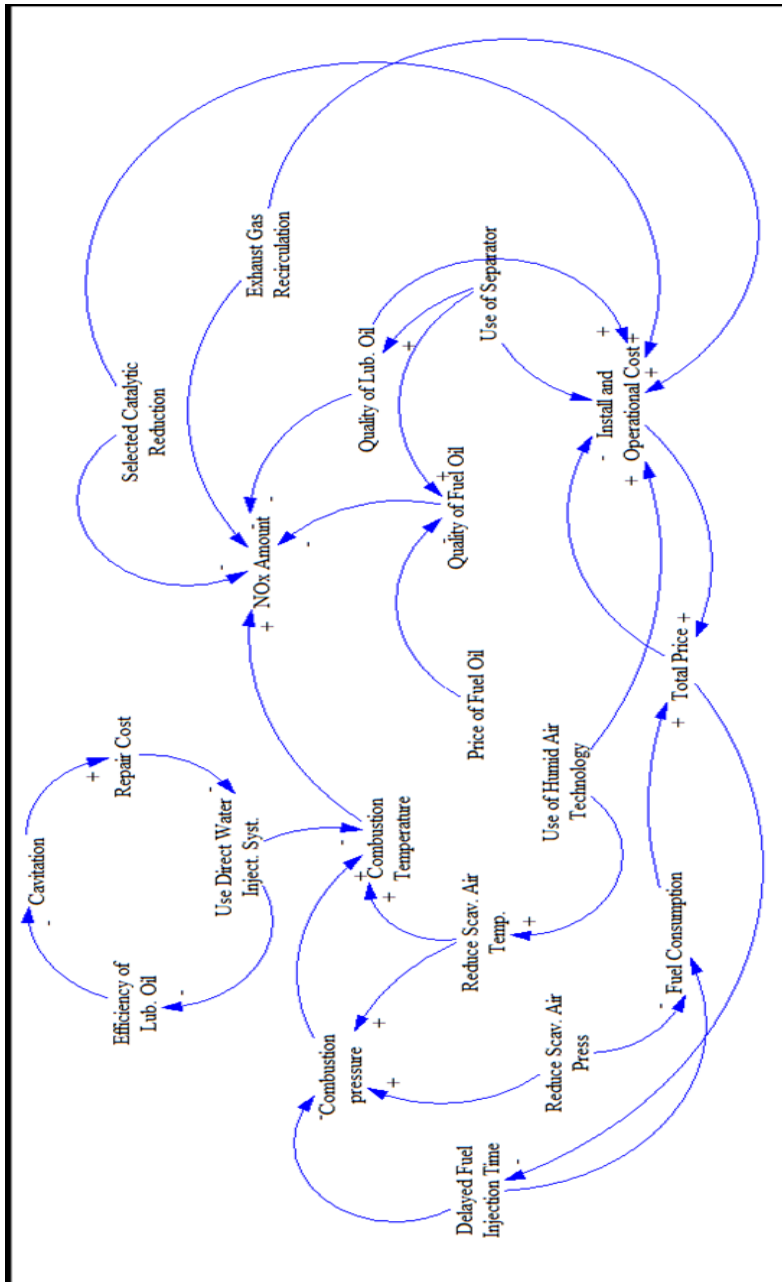 Cavitation
-
+
Efficiency of
Lub. Oil
-
Repair Cost
-
Use Direct Water
Inject. Syst.
Selected Catalytic
Reduction
-
Exhaust Gas
Recirculation
+ NOx Amount -
-
-
-Combustion
pressure
+
+
-
+ Combustion
+ Temperature
Quality of Lub. Oil
+
Delayed Fuel
Injection Time
-
Reduce Scav. Air
Temp.
+
Price of Fuel Oil
+
-
Quality of Fuel Oil
Use of Separator
Reduce Scav. Air
Press
Use of Humid Air
Technology
- Install and +
+ Operational Cost +
+
-
Fuel Consumption
+ Total Price +